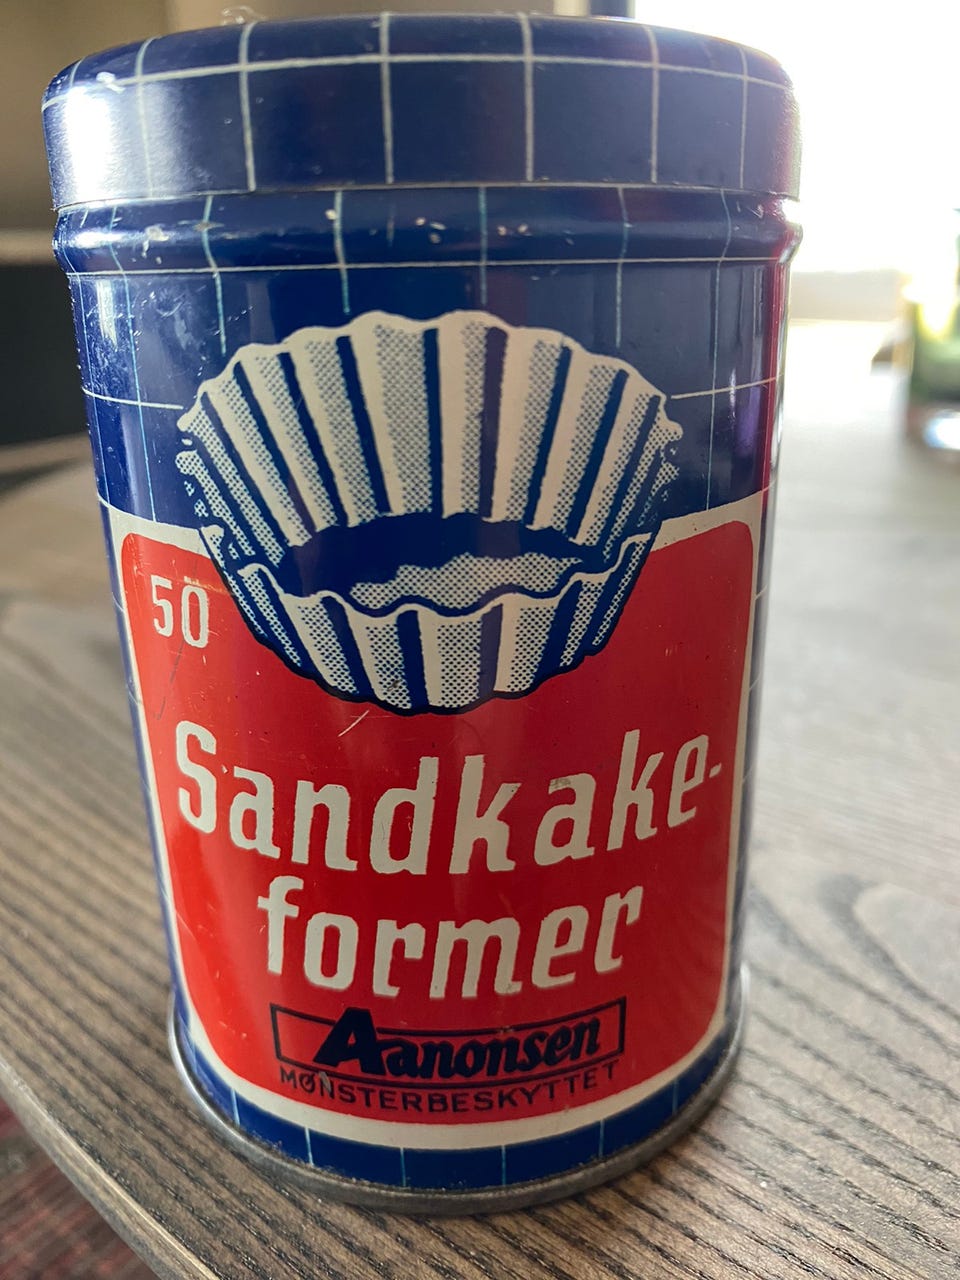 50
Sandkake-
former
Aanonsen
MØNSTERBESKYTTET